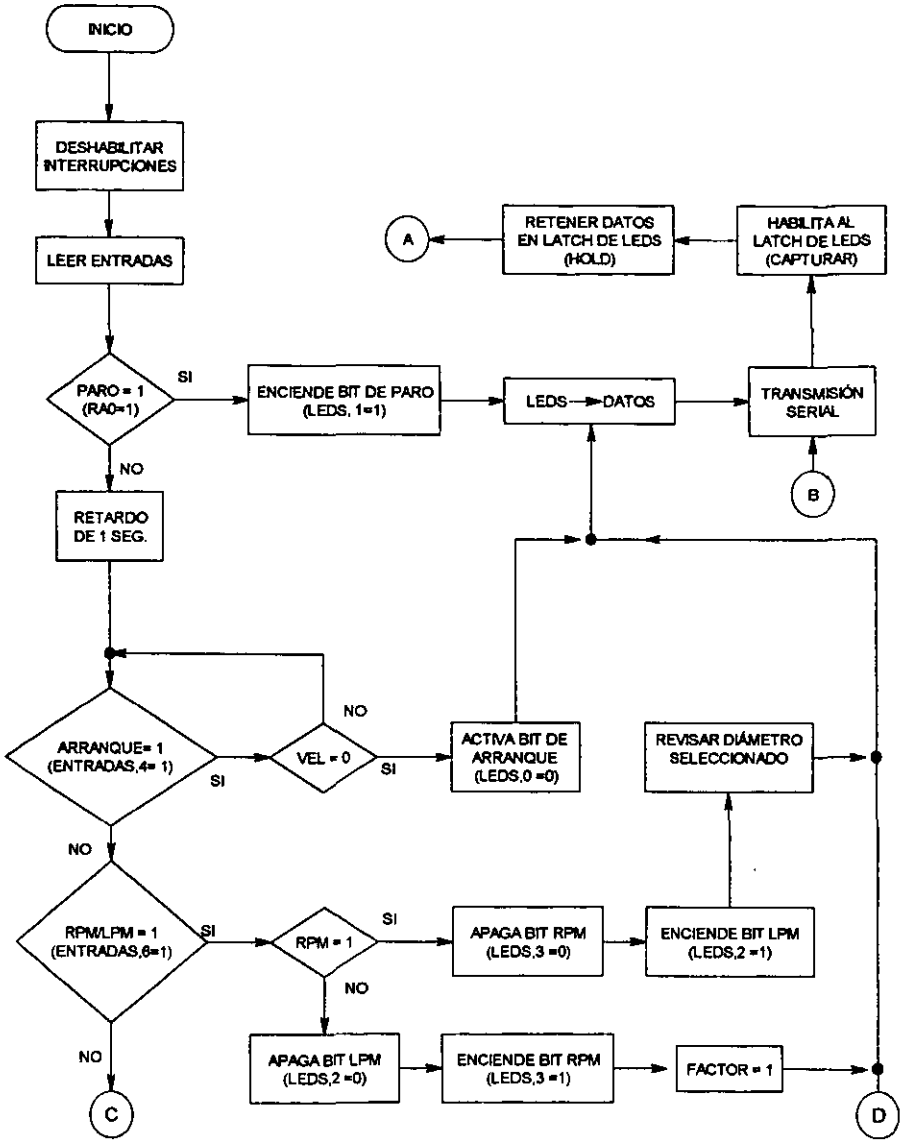 INICIO
DESHABILITAR
INTERRUPCIONES
LEER ENTRADAS
A
RETENER DATOS
EN LATCH DE LEDS
(HOLD)
HABILITA AL
LATCH DE LEDS
(CAPTURAR)
PARO = 1
(RA0=1)
SI
NO
ENCIENDE BIT DE PARO
(LEDS, 1=1)
LEDS DATOS
TRANSMISIÓN
SERIAL
B
RETARDO
DE 1 SEG.
ARRANQUE= 1
(ENTRADAS,4= 1)
SI
NO
VEL = 0
NO
SI
ACTIVA BIT DE
ARRANQUE
(LEDS,0 =0)
REVISAR DIÁMETRO
SELECCIONADO
RPM/LPM = 1
(ENTRADAS,6=1)
SI
NO
RPM = 1
SI
NO
APAGA BIT RPM
(LEDS,3 =0)
ENCIENDE BIT LPM
(LEDS,2 =1)
APAGA BIT LPM
(LEDS,2 =0)
ENCIENDE BIT RPM
(LEDS,3 =1)
FACTOR = 1
C
D